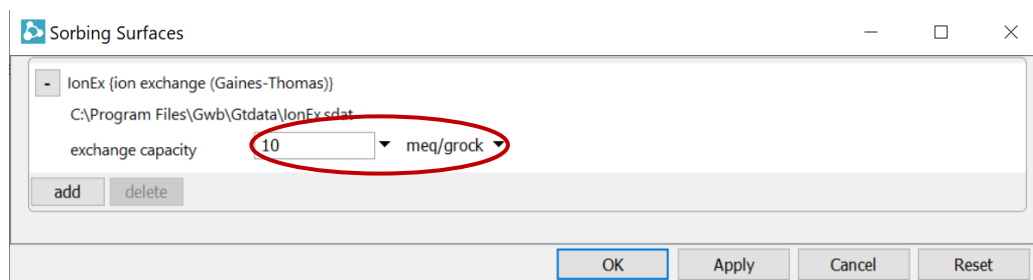 Sorbing Surfaces
- IonEx {ion exchange (Gaines-Thomas)}
C:\Program Files\Gwb\Gtdata\IonEx.sdat
exchange capacity 10 meq/grock
add delete
OK Apply Cancel Reset